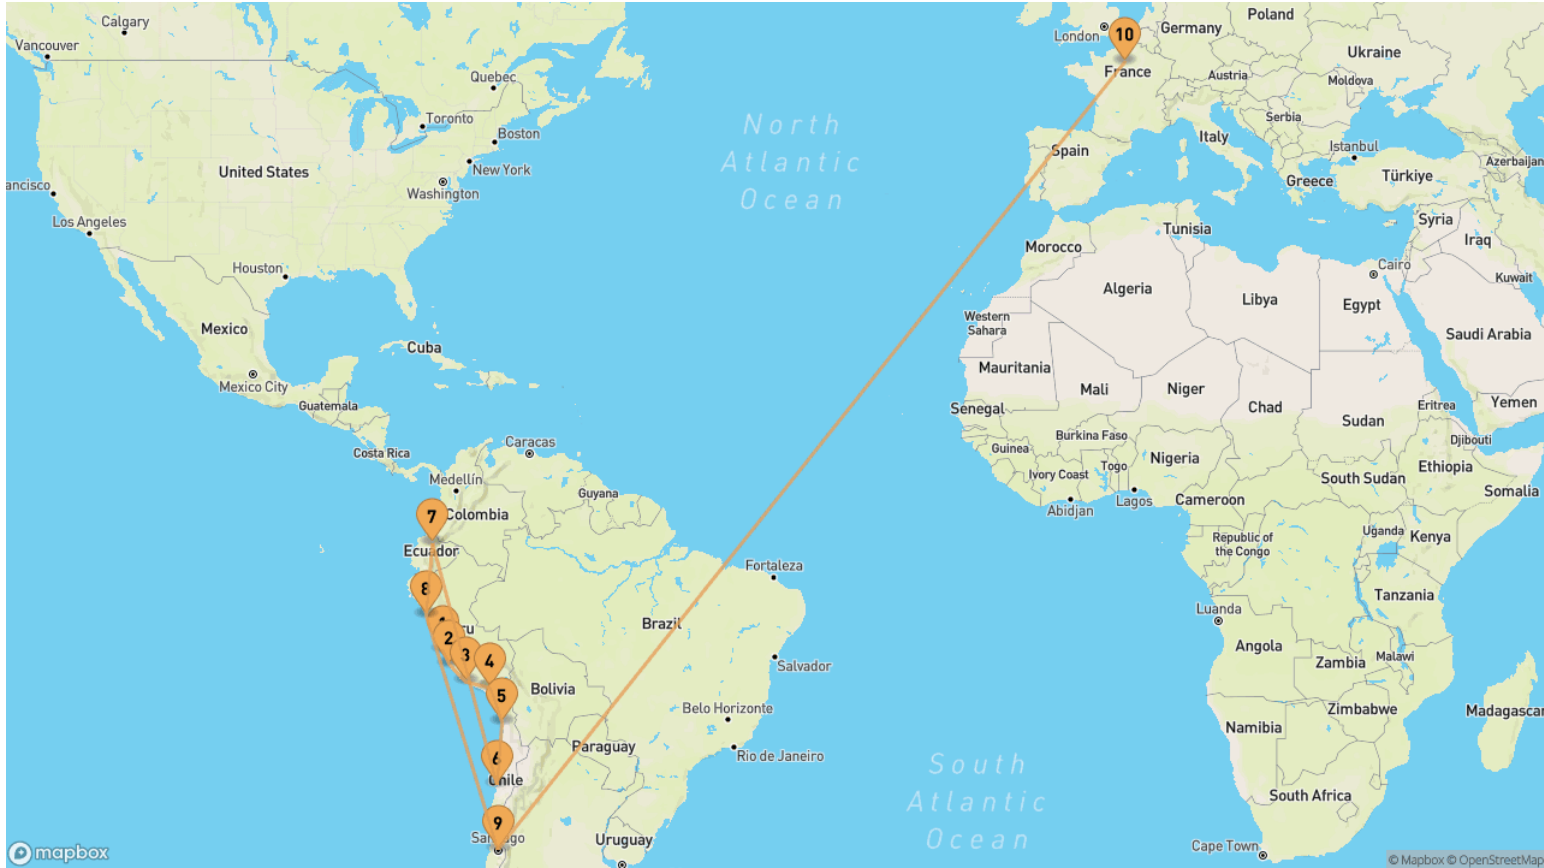 Calgary
Vancouver
Quebec
Toronto
Boston
New York
United States
Washington
ancisco
Los Angeles
Houston
Mexico
Cuba
Mexico City
Guatemala
Costa Rica
Caracas
Medellín
Guyana
Colombia
7
Ecuador
8
1
ru
2
3
4
5
6
Chile
9
Sa
ago
Fortaleza
Brazil
Salvador
Bolivia
Belo Horizonte
Paraguay
Rio de Janeiro
Uruguay
North
Atlantic
Ocean
South
Atlantic
Ocean
10
London
France
Germany
Poland
Ukraine
Austria
Moldova
Serbia
Italy
Spain
Istanbul
Greece
Türkiye
Azerbaijan
Syria
Iraq
Tunisia
Morocco
Cairo
Kuwait
Algeria
Libya
Egypt
Western
Sahara
Saudi Arabia
Mauritania
Mali
Niger
Chad
Sudan
Eritrea
Yemen
Senegal
Burkina Faso
Djibouti
Guinea
Togo
Nigeria
Ethiopia
Ivory Coast
South Sudan
Somalia
Abidjan
Lagos
Cameroon
Uganda
Kenya
Republic of
the Congo
Tanzania
Luanda
Angola
Zambia
Malawi
Zimbabwe
Madagascar
Namibia
South Africa
Cape Town
mapbox
© Mapbox © OpenStreetMap